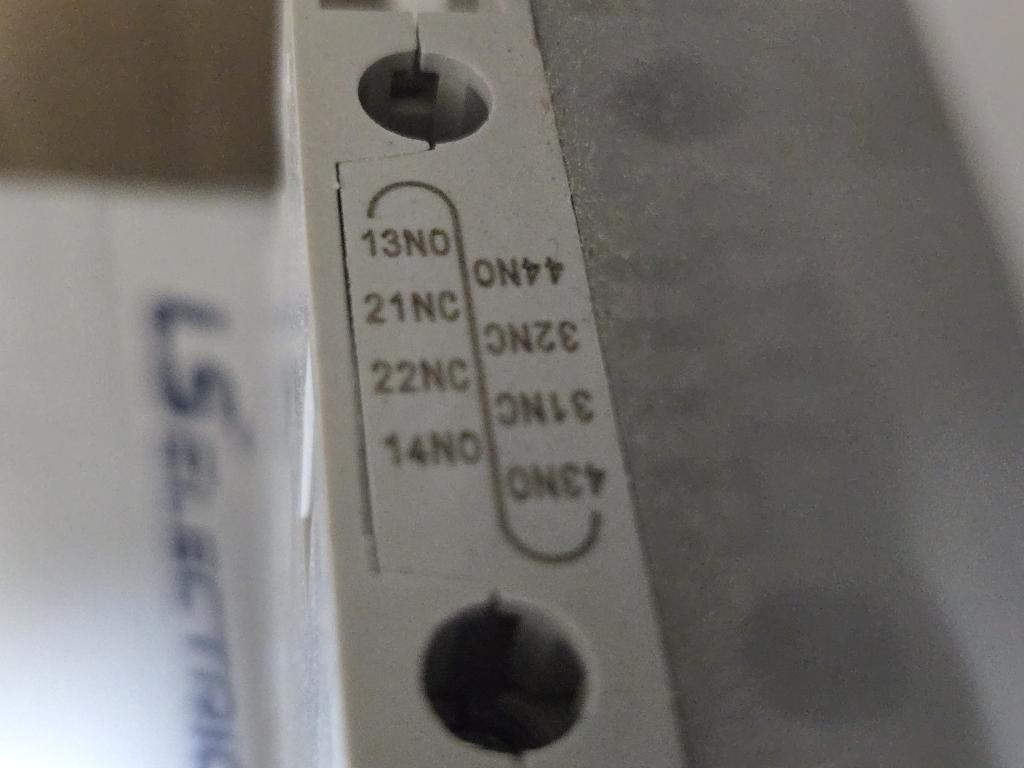 13NO
21NC
22NC
14NO
43NO
31NC
32NC
44NO
LS ELECTRIC